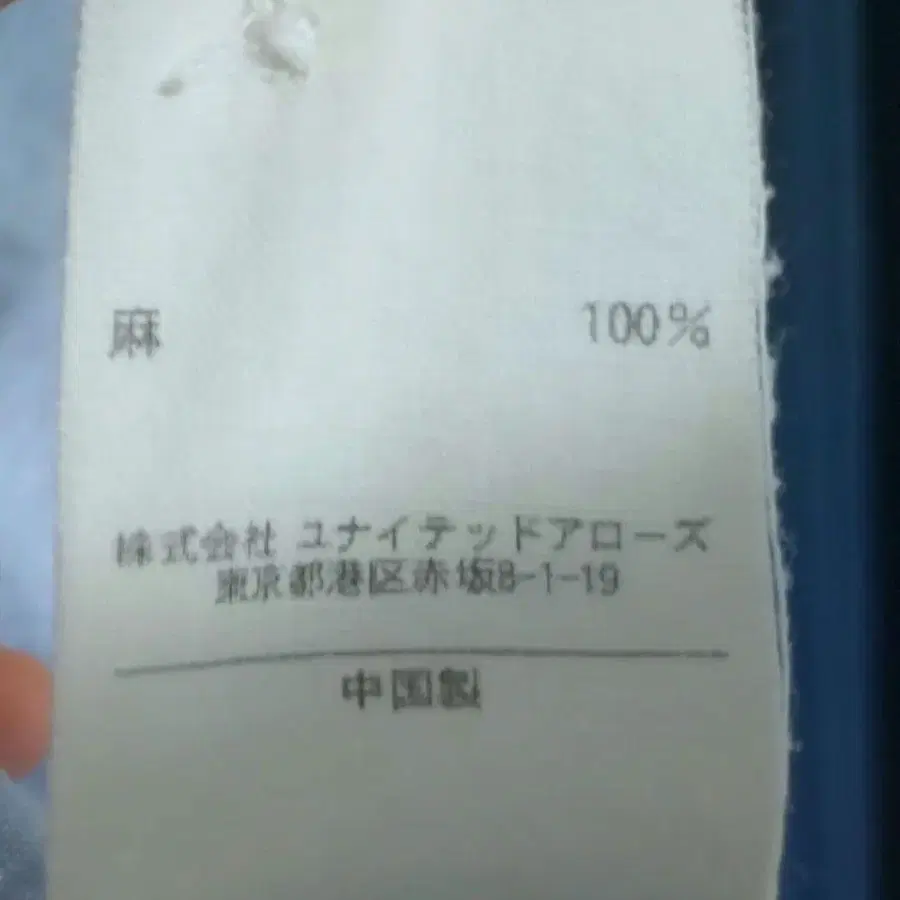 麻 100%
株式会社 ユナイテッドアローズ
東京都港区赤坂8-1-19
中国製